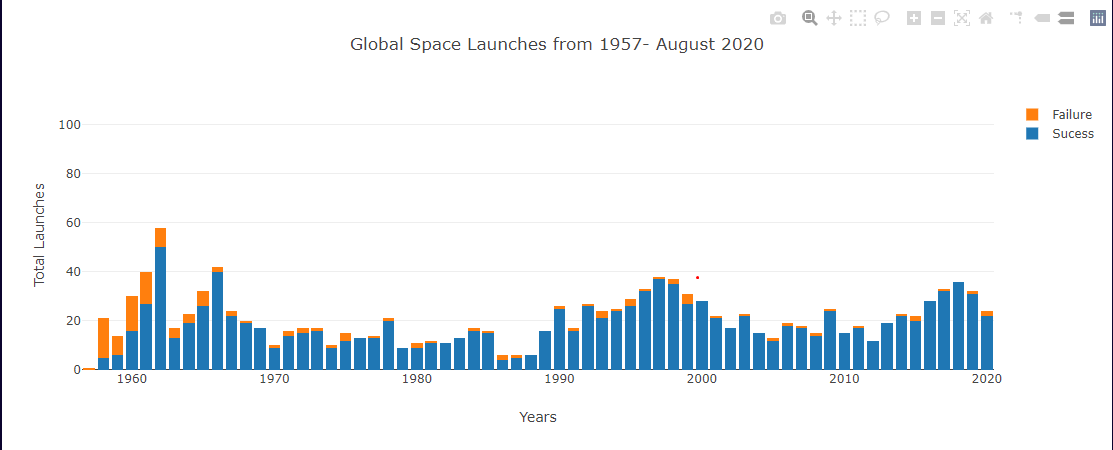 Global Space Launches from 1957- August 2020
Failure
Sucess
100
80
60
40
20
0
Total Launches
1960 1970 1980 1990 2000 2010 2020
Years